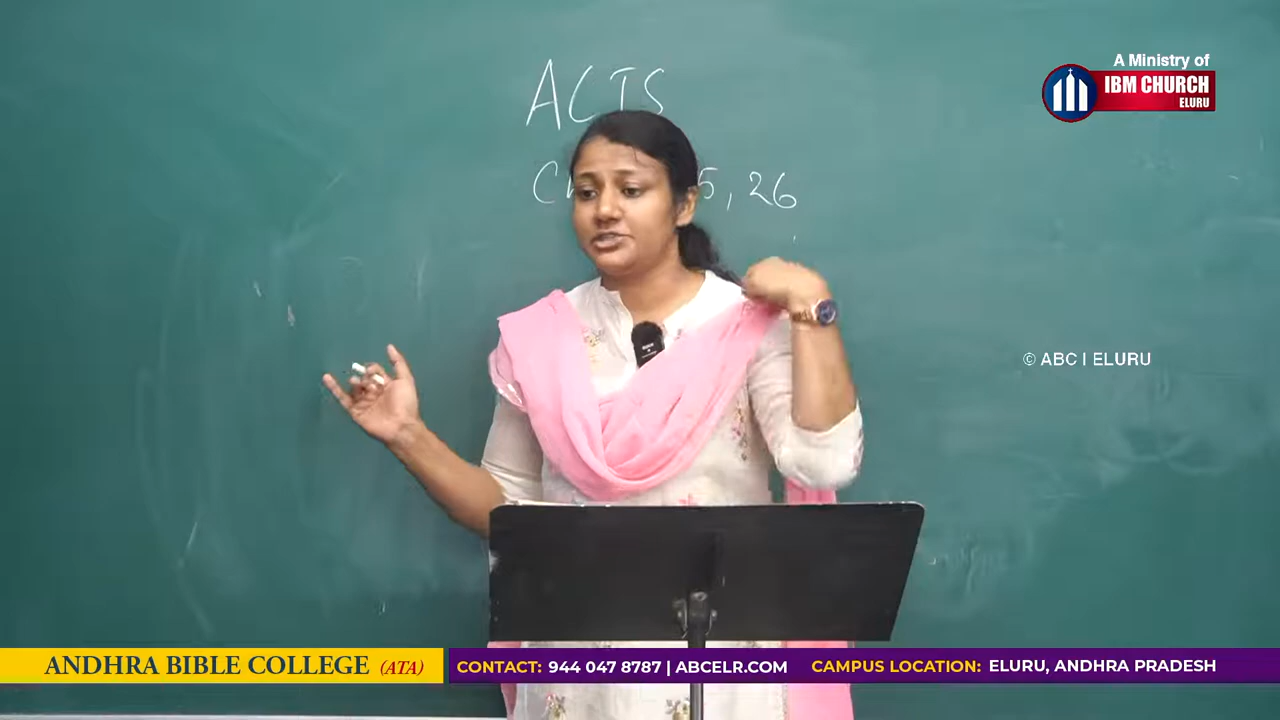 ACTS
5, 26
A Ministry of
IBM CHURCH
ELURU
© ABC I ELURU
ANDHRA BIBLE COLLEGE (ATA)
CONTACT: 944 047 8787 | ABCELR.COM CAMPUS LOCATION: ELURU, ANDHRA PRADESH